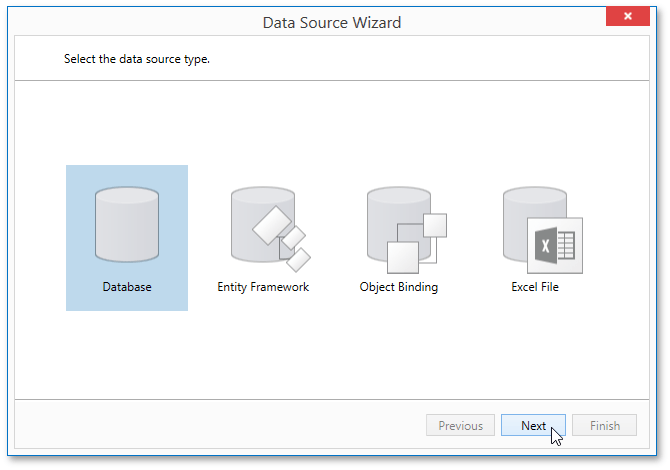 Data Source Wizard
Select the data source type.
Database
Entity Framework
Object Binding
X
Excel File
Previous
Next
Finish